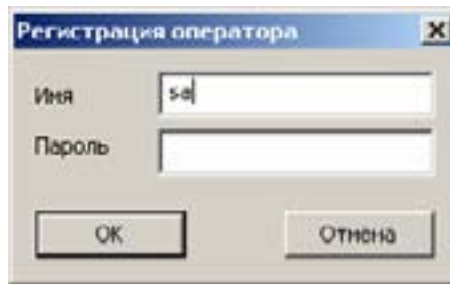 Регистрация оператора
Имя
sa
Пароль
OK
Отмена